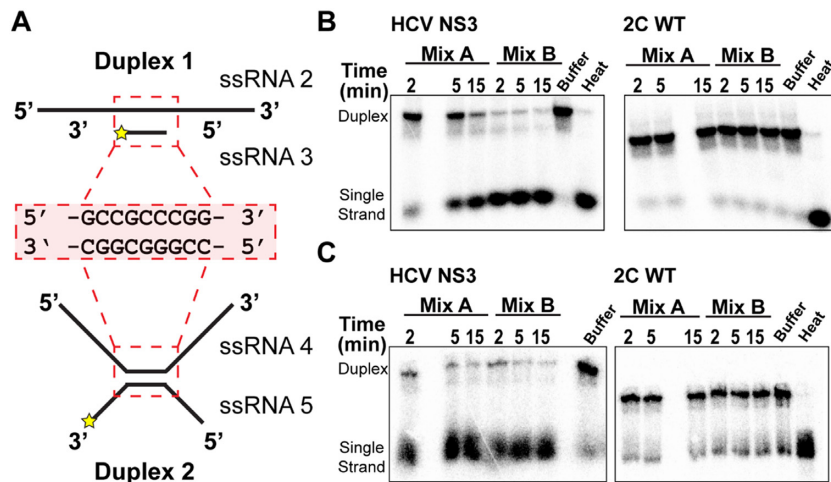 A
Duplex 1
ssRNA 2
5’ 3’
3’ 5’
ssRNA 3
5’ -GCCGCCCGG- 3’
3‘ -CGGCGGGCC- 5’
5’ 3’
ssRNA 4
ssRNA 5
3’ 5’
Duplex 2
B
HCV NS3 2C WT
Mix A Mix B Buffer Heat Mix A Mix B Buffer Heat
Time (min)
2 5 15 2 5 15 2 5 15 2 5 15
Duplex
Single
Strand
C
HCV NS3 2C WT
Mix A Mix B Buffer Mix A Mix B Buffer Heat
Time (min)
2 5 15 2 5 15 2 5 15 2 5 15
Duplex
Single
Strand